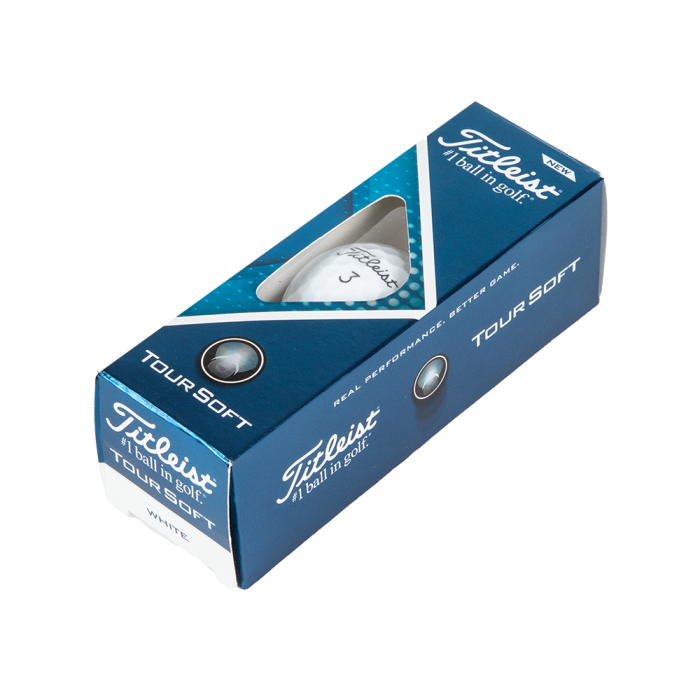 Titleist®
#1 ball in golf.®
NEW
Titleist
3
TOUR SOFT
REAL PERFORMANCE. BETTER GAME.
TOUR SOFT
Titleist®
#1 ball in golf.®
Titleist®
#1 ball in golf.®
TOUR SOFT
WHITE